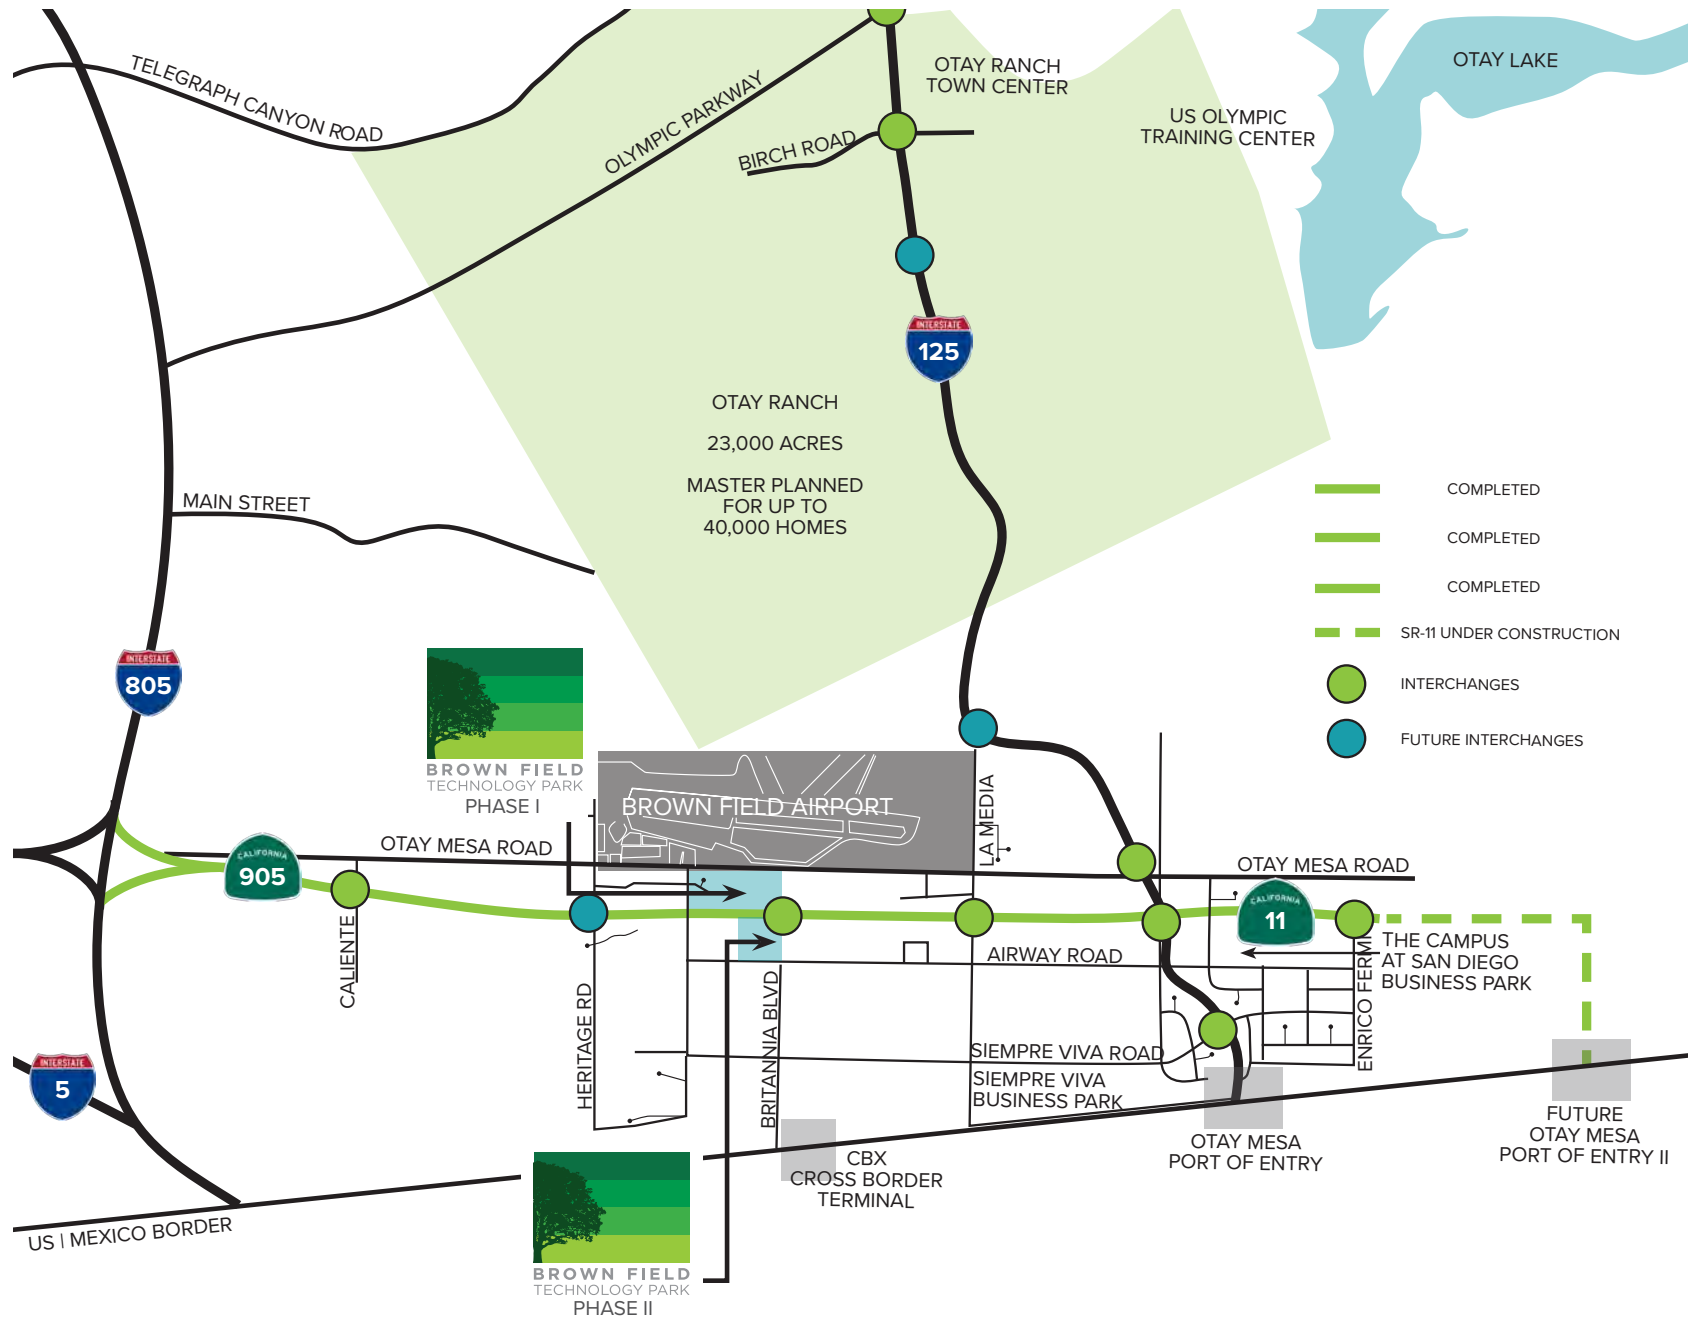 TELEGRAPH CANYON ROAD
OLYMPIC PARKWAY
BIRCH ROAD
OTAY RANCH
TOWN CENTER
US OLYMPIC
TRAINING CENTER
OTAY LAKE
INTERSTATE
125
OTAY RANCH
23,000 ACRES
MASTER PLANNED
FOR UP TO
40,000 HOMES
MAIN STREET
COMPLETED
COMPLETED
COMPLETED
SR-11 UNDER CONSTRUCTION
INTERCHANGES
FUTURE INTERCHANGES
INTERSTATE
805
BROWN FIELD
TECHNOLOGY PARK
PHASE I
BROWN FIELD AIRPORT
LA MEDIA
OTAY MESA ROAD
OTAY MESA ROAD
CALIFORNIA
905
CALIFORNIA
11
CALIENTE
HERITAGE RD
BRITANNIA BLVD
AIRWAY ROAD
ENRICO FERMI
THE CAMPUS
AT SAN DIEGO
BUSINESS PARK
SIEMPRE VIVA ROAD
SIEMPRE VIVA
BUSINESS PARK
INTERSTATE
5
CBX
CROSS BORDER
TERMINAL
OTAY MESA
PORT OF ENTRY
FUTURE
OTAY MESA
PORT OF ENTRY II
US | MEXICO BORDER
BROWN FIELD
TECHNOLOGY PARK
PHASE II